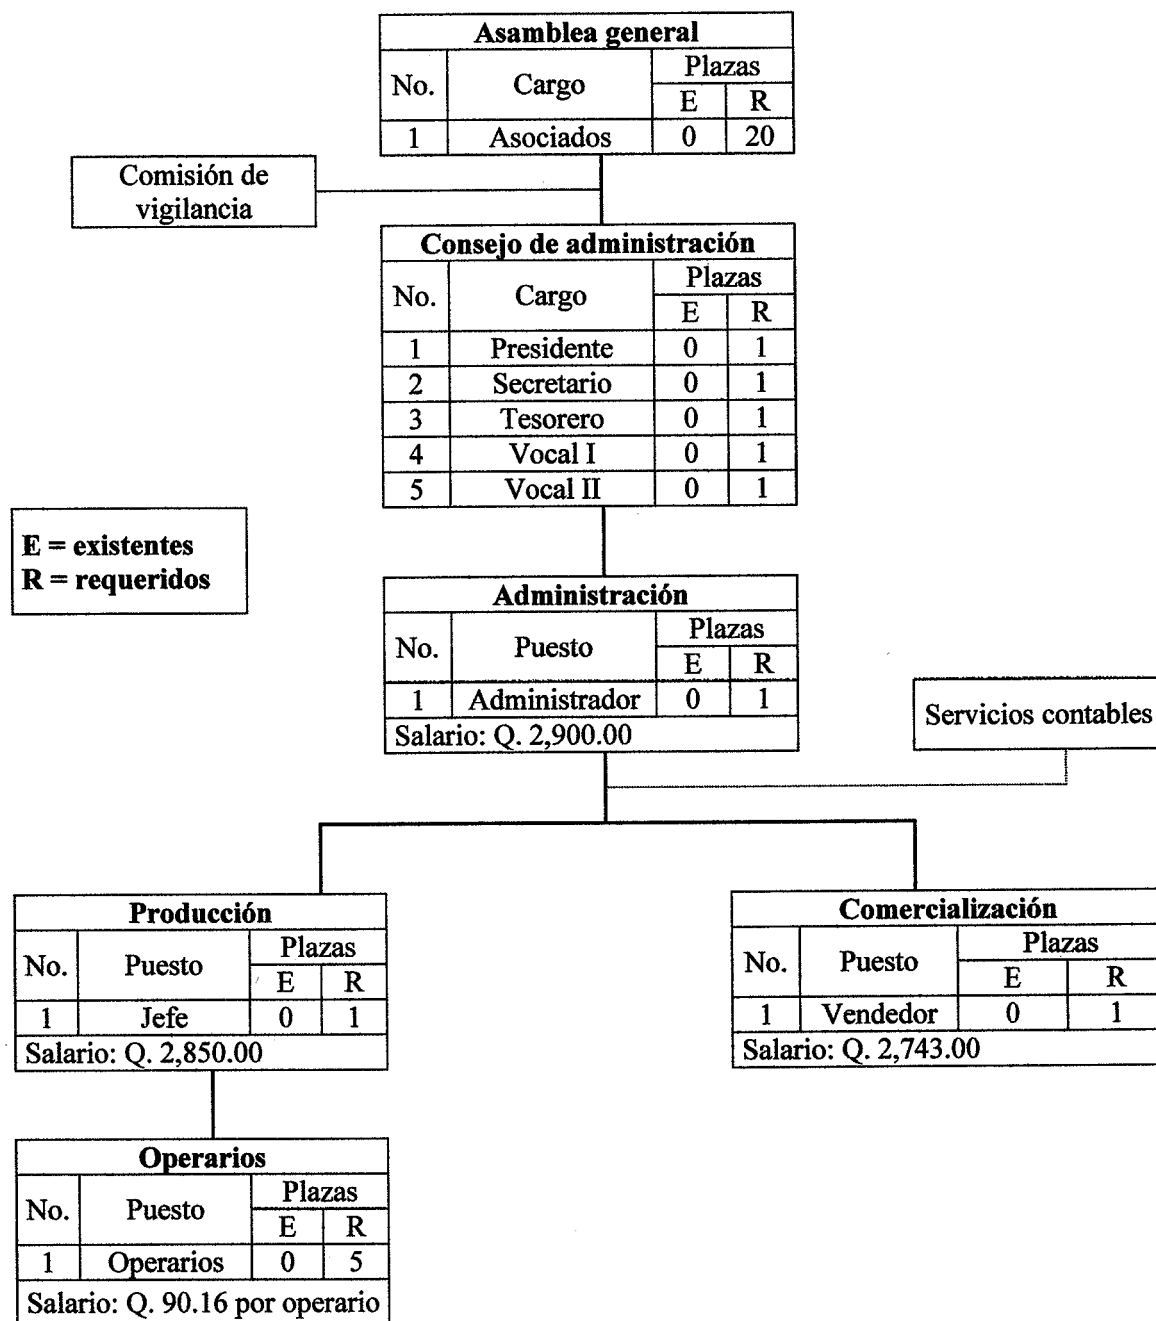 Asamblea general
No. Cargo Plazas
E R
1 Asociados 0 20
Comisión de
vigilancia
Consejo de administración
No. Cargo Plazas
E R
1 Presidente 0 1
2 Secretario 0 1
3 Tesorero 0 1
4 Vocal I 0 1
5 Vocal II 0 1
E = existentes
R = requeridos
Administración
No. Puesto Plazas
E R
1 Administrador 0 1
Salario: Q. 2,900.00
Servicios contables
Producción
No. Puesto Plazas
E R
1 Jefe 0 1
Salario: Q. 2,850.00
Comercialización
No. Puesto Plazas
E R
1 Vendedor 0 1
Salario: Q. 2,743.00
Operarios
No. Puesto Plazas
E R
1 Operarios 0 5
Salario: Q. 90.16 por operario